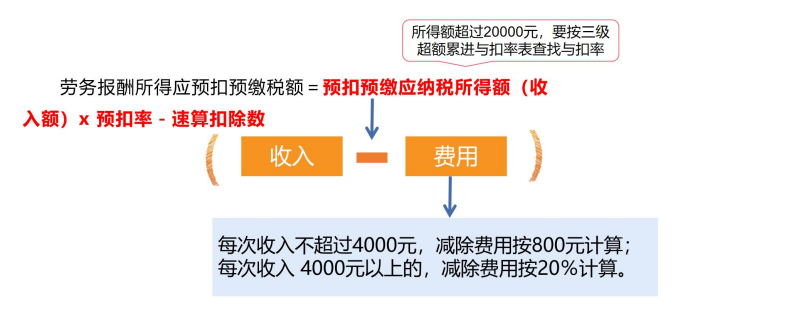 所得额超过20000元，要按三级
超额累进与扣率表查找与扣率
劳务报酬所得应预扣预缴税额＝预扣预缴应纳税所得额（收
入额）x 预扣率 - 速算扣除数
（ 收入 － 费用 ）
每次收入不超过4000元，减除费用按800元计算；
每次收入 4000元以上的，减除费用按20%计算。